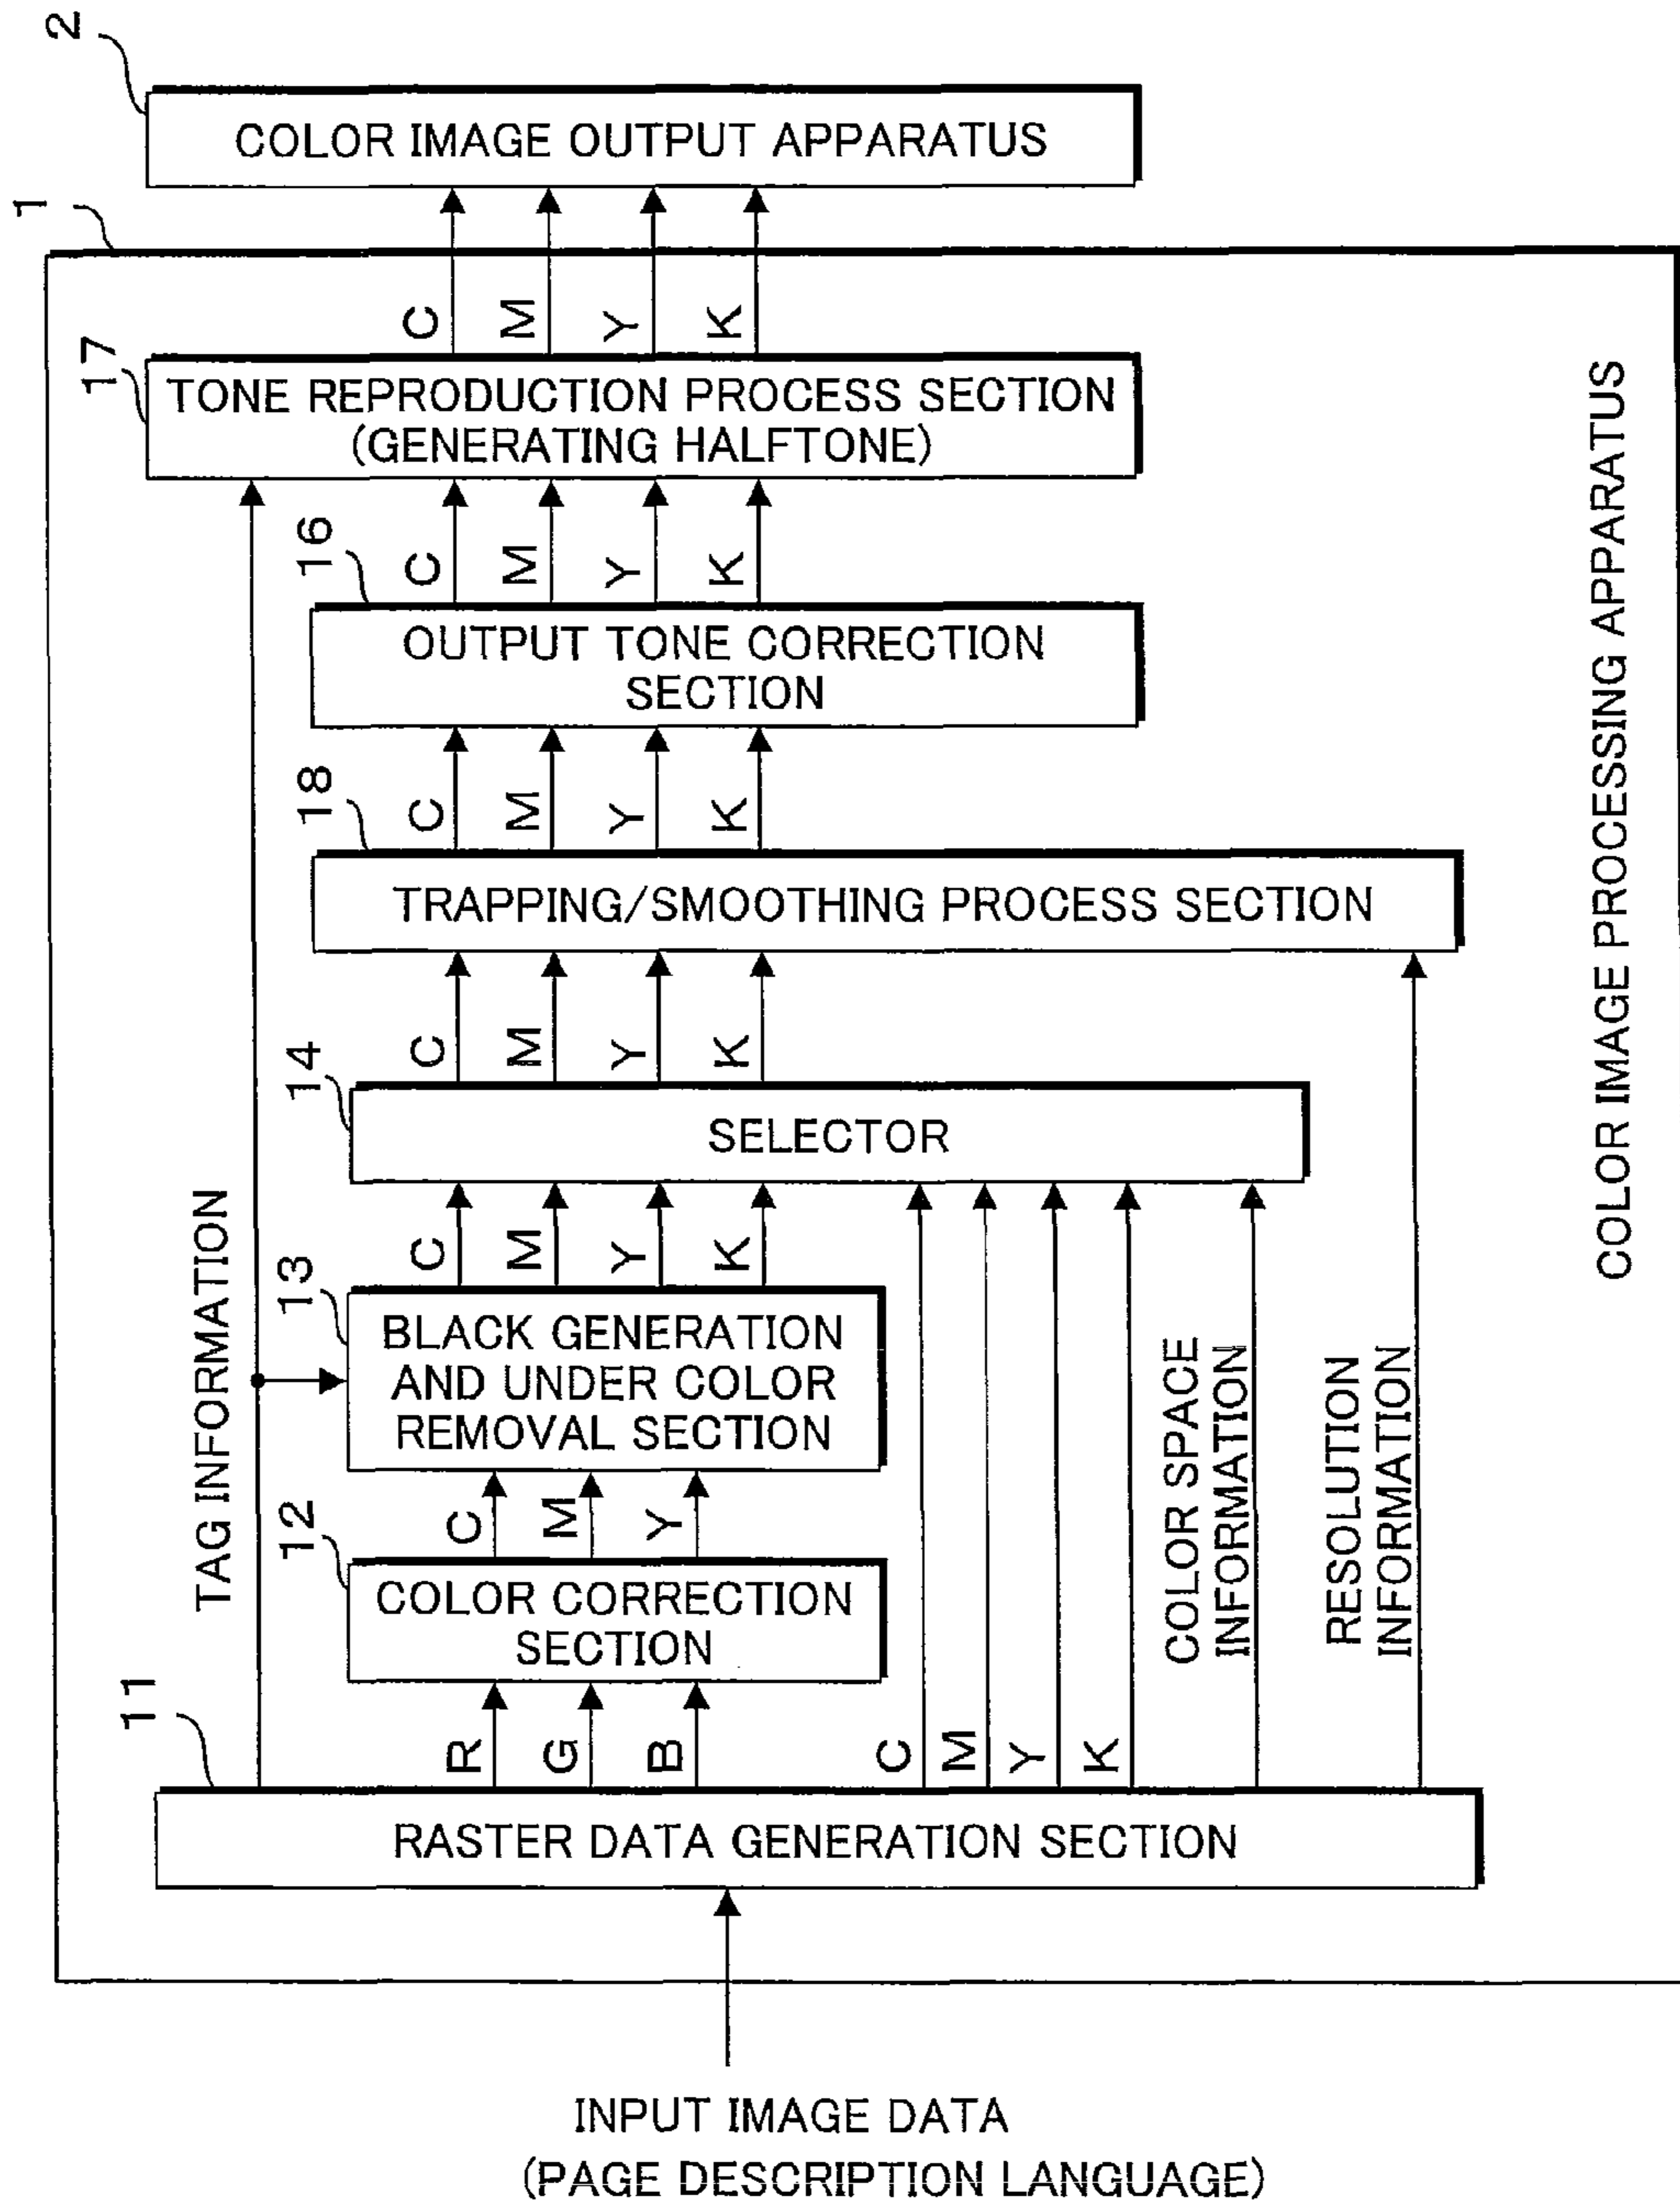 2
COLOR IMAGE OUTPUT APPARATUS
1
C
M
Y
K
17
TONE REPRODUCTION PROCESS SECTION
(GENERATING HALFTONE)
16
C
M
Y
K
OUTPUT TONE CORRECTION
SECTION
18
C
M
Y
K
TRAPPING/SMOOTHING PROCESS SECTION
14
C
M
Y
K
SELECTOR
TAG INFORMATION
13
C
M
Y
K
BLACK GENERATION
AND UNDER COLOR
REMOVAL SECTION
12
C
M
Y
COLOR CORRECTION
SECTION
COLOR SPACE
INFORMATION
RESOLUTION
INFORMATION
11
R
G
B
C
M
Y
K
RASTER DATA GENERATION SECTION
COLOR IMAGE PROCESSING APPARATUS
INPUT IMAGE DATA
(PAGE DESCRIPTION LANGUAGE)